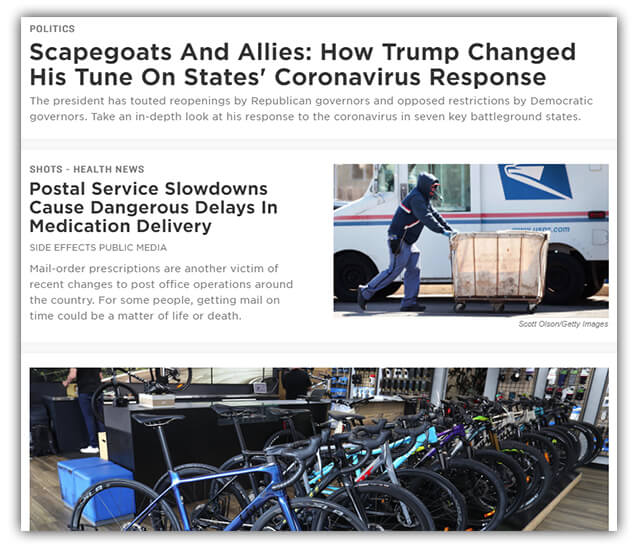 POLITICS
Scapegoats And Allies: How Trump Changed
His Tune On States' Coronavirus Response
The president has touted reopenings by Republican governors and opposed restrictions by Democratic
governors. Take an in-depth look at his response to the coronavirus in seven key battleground states.
SHOTS - HEALTH NEWS
Postal Service Slowdowns
Cause Dangerous Delays In
Medication Delivery
SIDE EFFECTS PUBLIC MEDIA
Mail-order prescriptions are another victim of
recent changes to post office operations around
the country. For some people, getting mail on
time could be a matter of life or death.
www.usps.com
Scott Olson/Getty Images